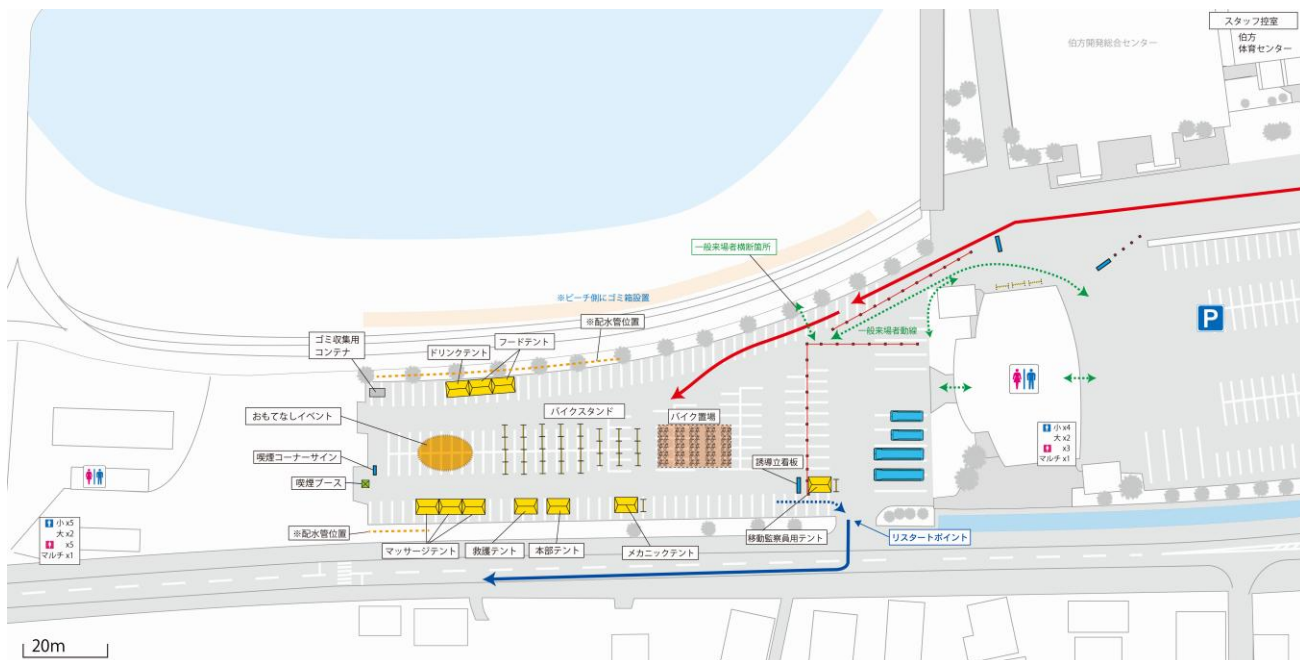 スタッフ控室
伯方
体育センター
伯方開発総合センター
一般来場者横断箇所
※ビーチ側にゴミ箱設置
※配水管位置
ゴミ収集用
コンテナ
ドリンクテント
フードテント
一般来場者動線
P
おもてなしイベント
バイクスタンド
バイク置場
喫煙コーナーサイン
喫煙ブース
誘導立看板
小 x4
大 x2
x3
マルチ x1
小 x5
大 x2
x5
マルチ x1
※配水管位置
マッサージテント
救護テント
本部テント
メカニックテント
移動監察員用テント
リスタートポイント
20m